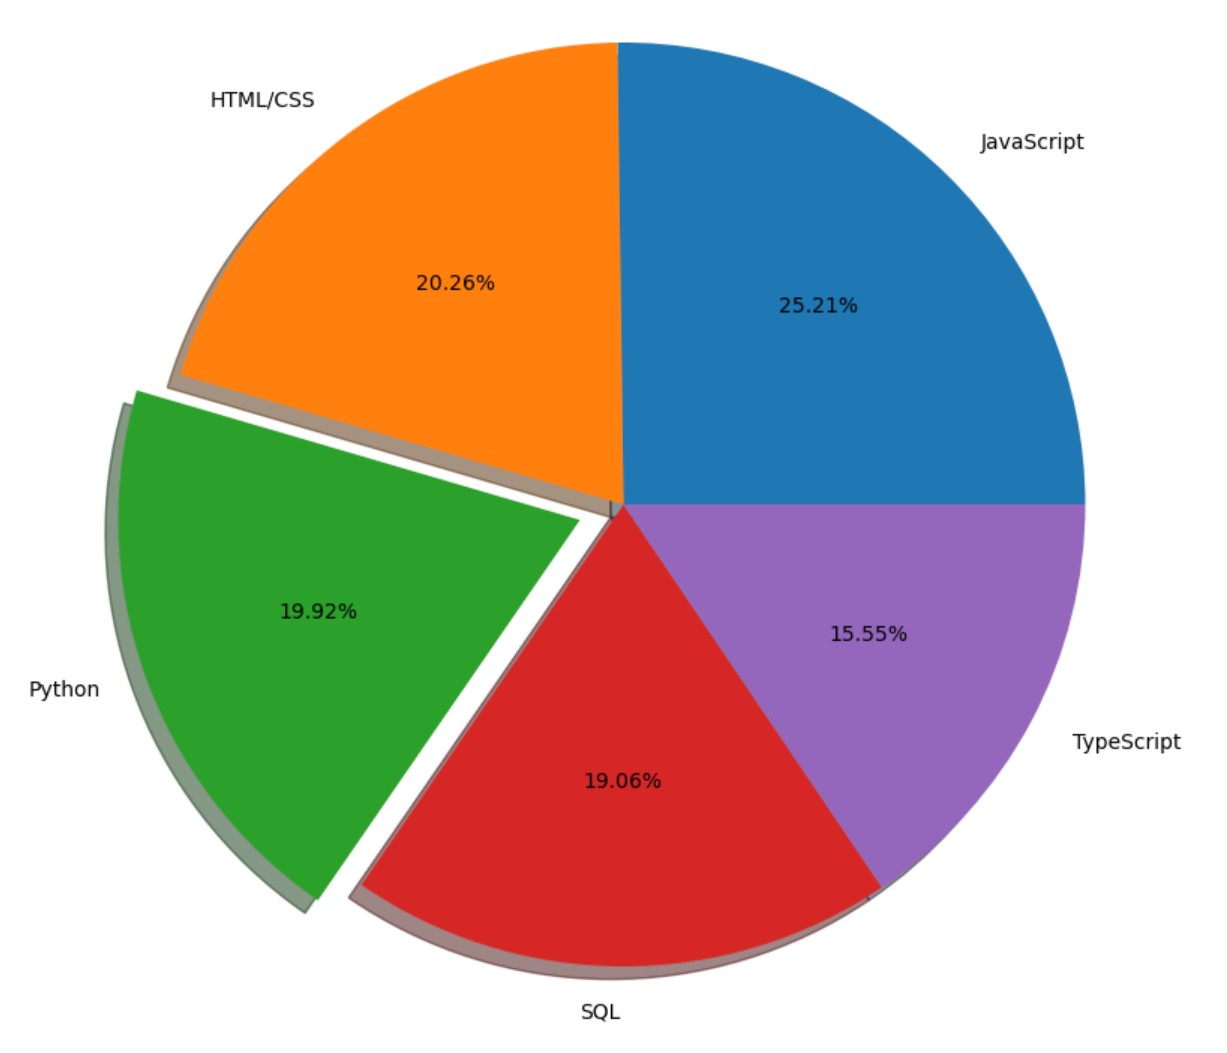 HTML/CSS
JavaScript
20.26%
25.21%
19.92%
15.55%
Python
TypeScript
19.06%
SQL